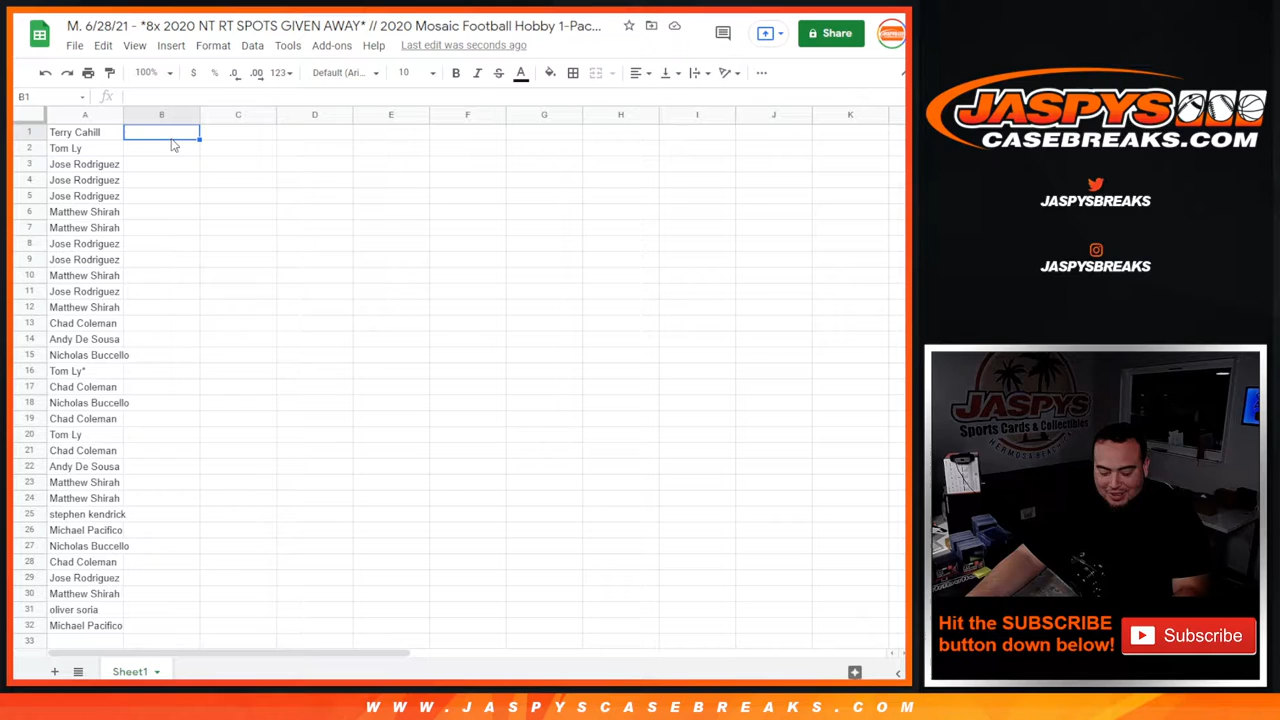 M. 6/28/21 - *8x 2020 NT RT SPOTS GIVEN AWAY* // 2020 Mosaic Football Hobby 1-Pac...
File Edit View Insert Format Data Tools Add-ons Help Last edit was seconds ago
Share
100% $ % .0 .00 123 Default (Ari... 10 B I S A
B1 fx
A B C D E F G H I J K
1 Terry Cahill
2 Tom Ly
3 Jose Rodriguez
4 Jose Rodriguez
5 Jose Rodriguez
6 Matthew Shirah
7 Matthew Shirah
8 Jose Rodriguez
9 Jose Rodriguez
10 Matthew Shirah
11 Jose Rodriguez
12 Matthew Shirah
13 Chad Coleman
14 Andy De Sousa
15 Nicholas Buccello
16 Tom Ly*
17 Chad Coleman
18 Nicholas Buccello
19 Chad Coleman
20 Tom Ly
21 Chad Coleman
22 Andy De Sousa
23 Matthew Shirah
24 Matthew Shirah
25 stephen kendrick
26 Michael Pacifico
27 Nicholas Buccello
28 Chad Coleman
29 Jose Rodriguez
30 Matthew Shirah
31 oliver soria
32 Michael Pacifico
33
Sheet1
JASPYS
CASEBREAKS.COM
JASPYSBREAKS
JASPYSBREAKS
JASPYS
Sports Cards & Collectibles
HERMOSA BEACH
Hit the SUBSCRIBE
button down below!
Subscribe
WWW.JASPYSCASEBREAKS.COM